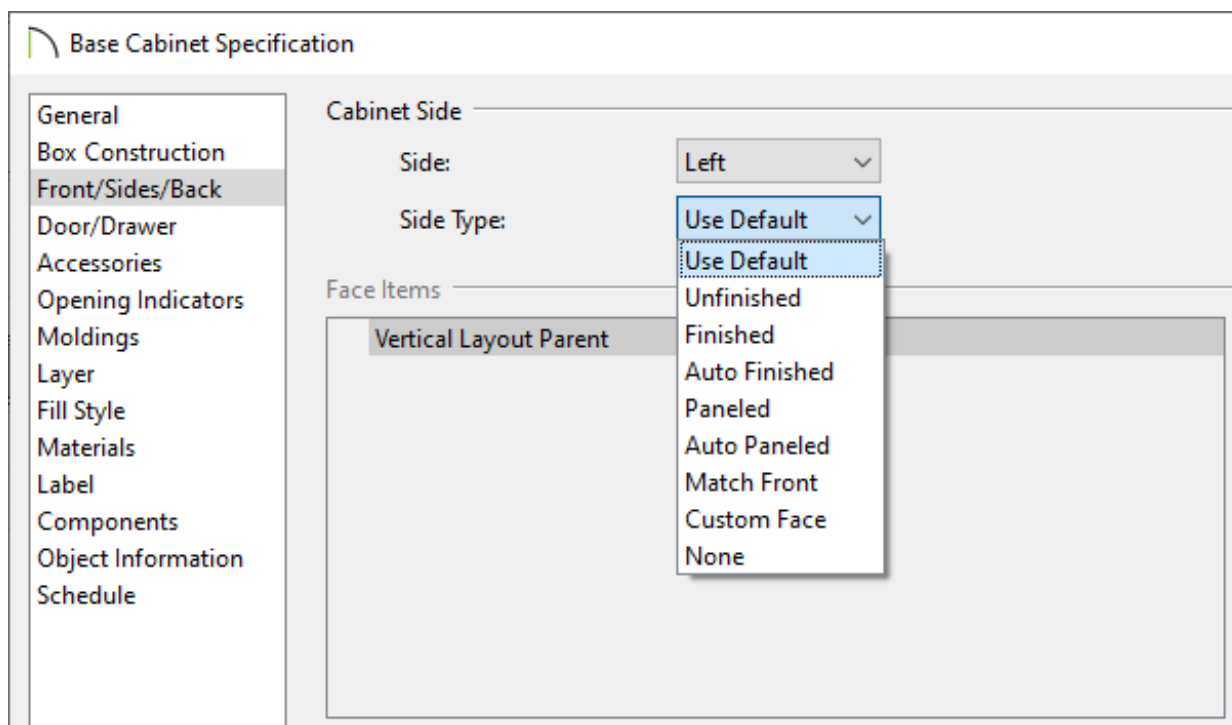 Base Cabinet Specification
General
Box Construction
Front/Sides/Back
Door/Drawer
Accessories
Opening Indicators
Moldings
Layer
Fill Style
Materials
Label
Components
Object Information
Schedule
Cabinet Side
Side: Left
Side Type: Use Default
Use Default
Unfinished
Finished
Auto Finished
Paneled
Auto Paneled
Match Front
Custom Face
None
Face Items
Vertical Layout Parent